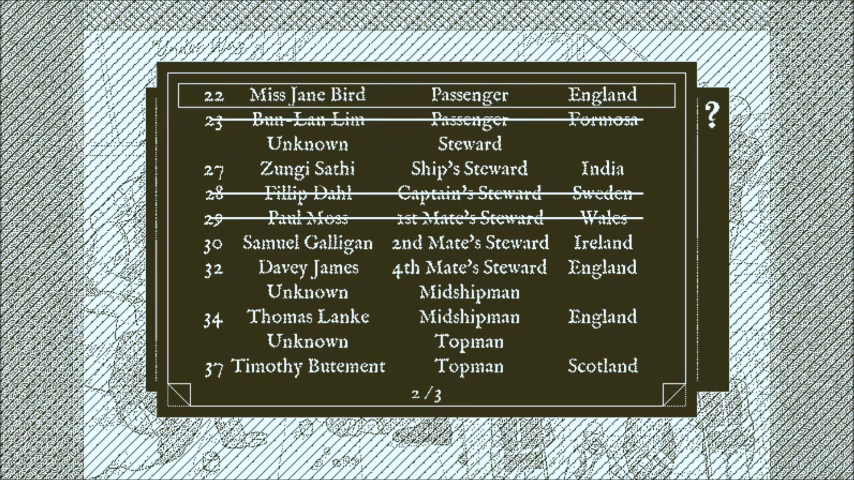 22 Miss Jane Bird Passenger England
?
23 Bun-Lan Lim Passenger Formosa
Unknown Steward
27 Zungi Sathi Ship's Steward India
28 Fillip Dahl Captain's Steward Sweden
29 Paul Moss 1st Mate's Steward Wales
30 Samuel Galligan 2nd Mate's Steward Ireland
32 Davey James 4th Mate's Steward England
Unknown Midshipman
34 Thomas Lanke Midshipman England
Unknown Topman
37 Timothy Butement Topman Scotland
2/3